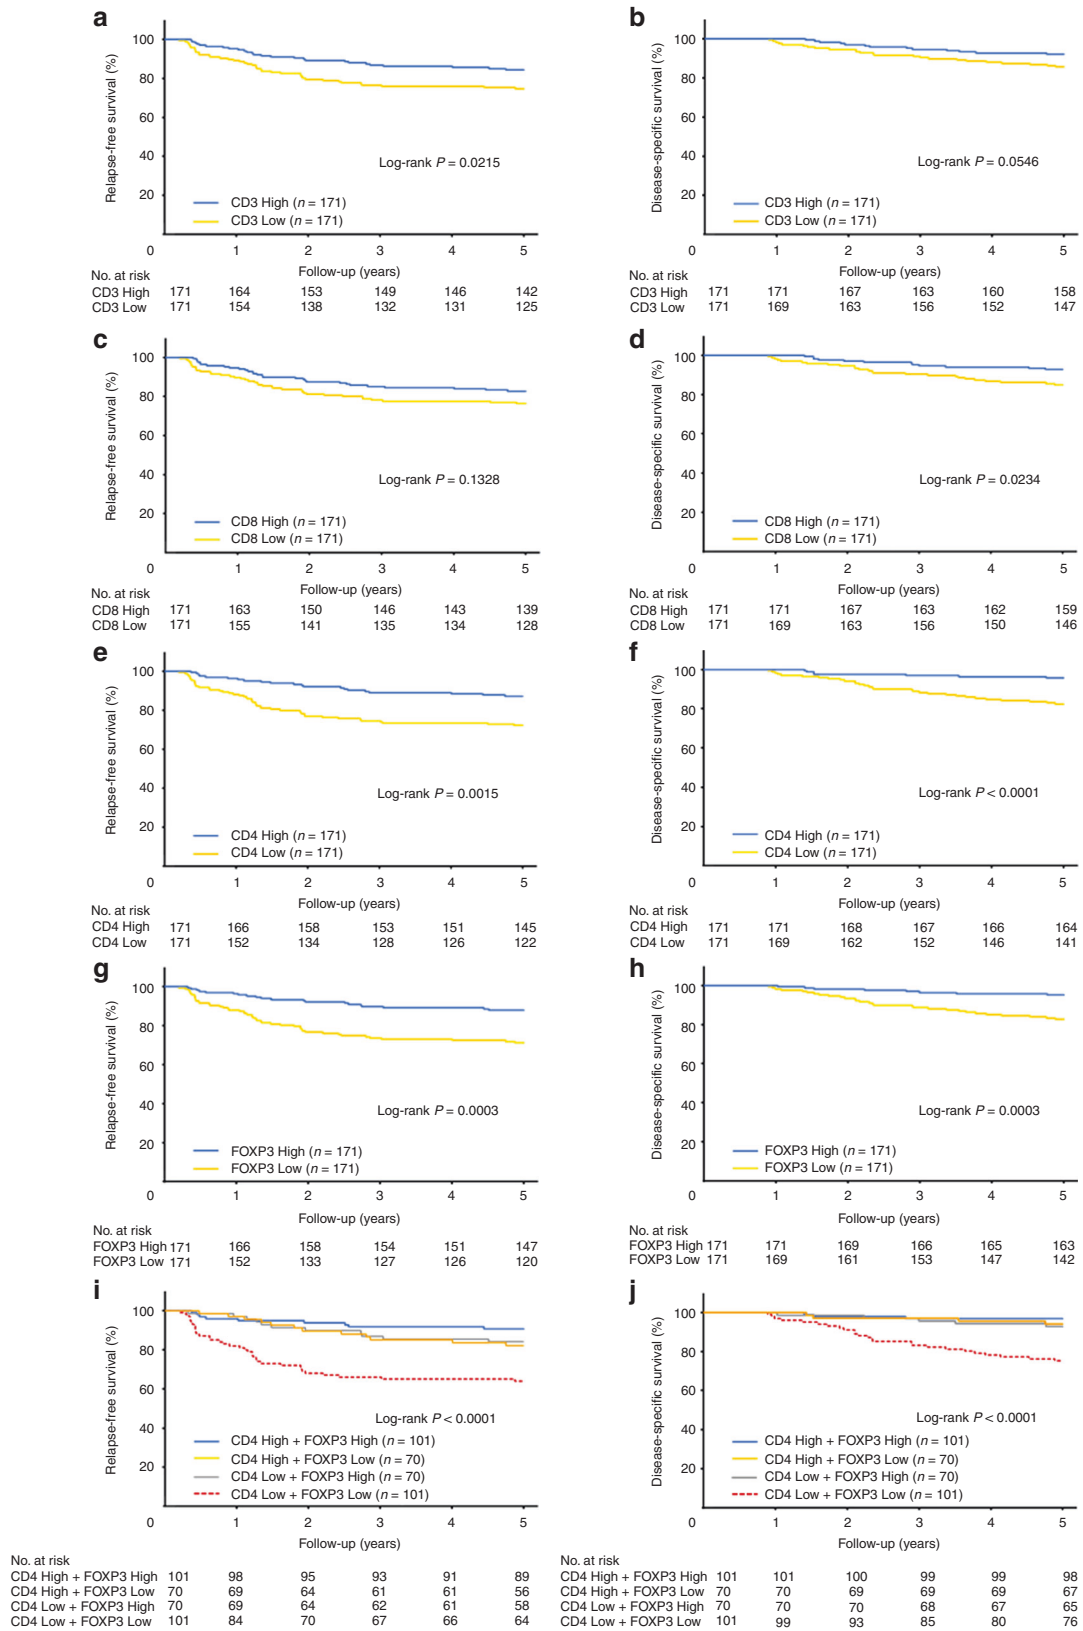 a
Relapse-free survival (%)
100
80
60
40
20
0
Log-rank P = 0.0215
CD3 High (n = 171)
CD3 Low (n = 171)
1 2 3 4 5
Follow-up (years)
No. at risk
CD3 High 171 164 153 149 146 142
CD3 Low 171 154 138 132 131 125
b
Disease-specific survival (%)
100
80
60
40
20
0
Log-rank P = 0.0546
CD3 High (n = 171)
CD3 Low (n = 171)
1 2 3 4 5
Follow-up (years)
No. at risk
CD3 High 171 171 167 163 160 158
CD3 Low 171 169 163 156 152 147
c
Relapse-free survival (%)
100
80
60
40
20
0
Log-rank P = 0.1328
CD8 High (n = 171)
CD8 Low (n = 171)
1 2 3 4 5
Follow-up (years)
No. at risk
CD8 High 171 163 150 146 143 139
CD8 Low 171 155 141 135 134 128
d
Disease-specific survival (%)
100
80
60
40
20
0
Log-rank P = 0.0234
CD8 High (n = 171)
CD8 Low (n = 171)
1 2 3 4 5
Follow-up (years)
No. at risk
CD8 High 171 171 167 163 162 159
CD8 Low 171 169 163 156 150 146
e
Relapse-free survival (%)
100
80
60
40
20
0
Log-rank P = 0.0015
CD4 High (n = 171)
CD4 Low (n = 171)
1 2 3 4 5
Follow-up (years)
No. at risk
CD4 High 171 166 158 153 151 145
CD4 Low 171 152 134 128 126 122
f
Disease-specific survival (%)
100
80
60
40
20
0
Log-rank P < 0.0001
CD4 High (n = 171)
CD4 Low (n = 171)
1 2 3 4 5
Follow-up (years)
No. at risk
CD4 High 171 171 168 167 166 164
CD4 Low 171 169 162 152 146 141
g
Relapse-free survival (%)
100
80
60
40
20
0
Log-rank P = 0.0003
FOXP3 High (n = 171)
FOXP3 Low (n = 171)
1 2 3 4 5
Follow-up (years)
No. at risk
FOXP3 High 171 166 158 154 151 147
FOXP3 Low 171 152 133 127 126 120
h
Disease-specific survival (%)
100
80
60
40
20
0
Log-rank P = 0.0003
FOXP3 High (n = 171)
FOXP3 Low (n = 171)
1 2 3 4 5
Follow-up (years)
No. at risk
FOXP3 High 171 171 169 166 165 163
FOXP3 Low 171 169 161 153 147 142
i
Relapse-free survival (%)
100
80
60
40
20
0
Log-rank P < 0.0001
CD4 High + FOXP3 High (n = 101)
CD4 High + FOXP3 Low (n = 70)
CD4 Low + FOXP3 High (n = 70)
CD4 Low + FOXP3 Low (n = 101)
1 2 3 4 5
Follow-up (years)
No. at risk
CD4 High + FOXP3 High 101 98 95 93 91 89
CD4 High + FOXP3 Low 70 69 64 61 61 56
CD4 Low + FOXP3 High 70 69 64 62 61 58
CD4 Low + FOXP3 Low 101 84 70 67 66 64
j
Disease-specific survival (%)
100
80
60
40
20
0
Log-rank P < 0.0001
CD4 High + FOXP3 High (n = 101)
CD4 High + FOXP3 Low (n = 70)
CD4 Low + FOXP3 High (n = 70)
CD4 Low + FOXP3 Low (n = 101)
1 2 3 4 5
Follow-up (years)
No. at risk
CD4 High + FOXP3 High 101 101 100 99 99 98
CD4 High + FOXP3 Low 70 70 69 69 69 67
CD4 Low + FOXP3 High 70 70 70 68 67 65
CD4 Low + FOXP3 Low 101 99 93 85 80 76